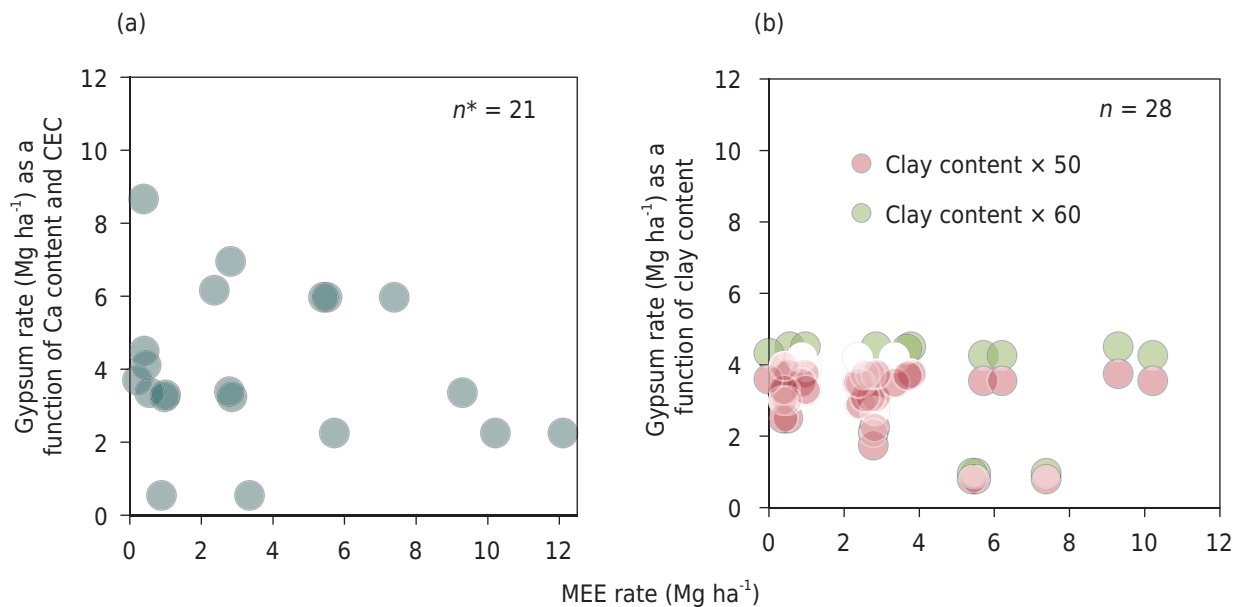 (a)
Gypsum rate (Mg ha⁻¹) as a
function of Ca content and CEC
12
10
8
6
4
2
0
n* = 21
0 2 4 6 8 10 12
(b)
Gypsum rate (Mg ha⁻¹) as a
function of clay content
12
10
8
6
4
2
0
n = 28
Clay content × 50
Clay content × 60
0 2 4 6 8 10 12
MEE rate (Mg ha⁻¹)